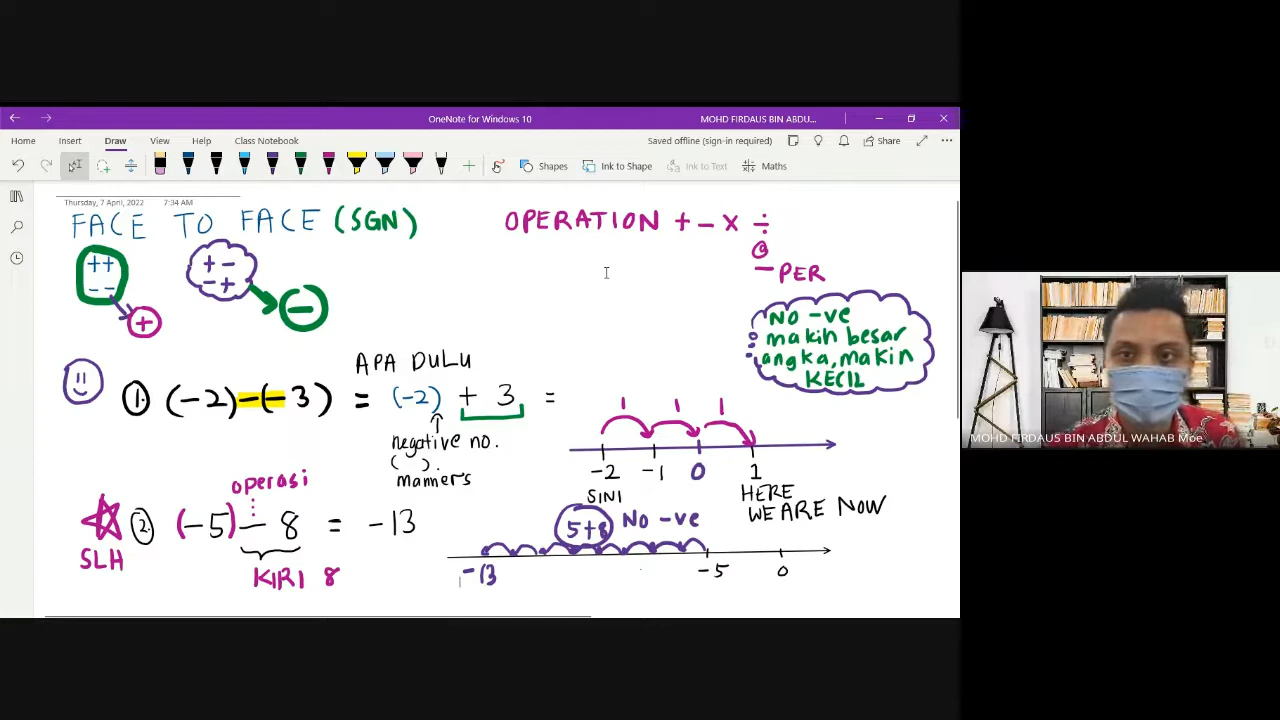 OneNote for Windows 10
MOHD FIRDAUS BIN ABDU...
Home Insert Draw View Help Class Notebook
Saved offline (sign-in required)
Share
Shapes Ink to Shape Ink to Text Maths
Thursday, 7 April, 2022 7:34 AM
FACE TO FACE (SGN)
OPERATION + - × ÷
@
– PER
++
--
+
+ -
- +
-
NO -ve
makin besar
angka, makin
KECIL
APA DULU
1. (-2)-(-3) = (-2) + 3 =
1 1 1
negative no.
( ).
manners
-2 -1 0 1
SINI
HERE
WE ARE NOW
operasi
SLH
2. (-5) - 8 = -13
KIRI 8
5+8 NO -ve
-13 -5 0
MOHD FIRDAUS BIN ABDUL WAHAB Moe